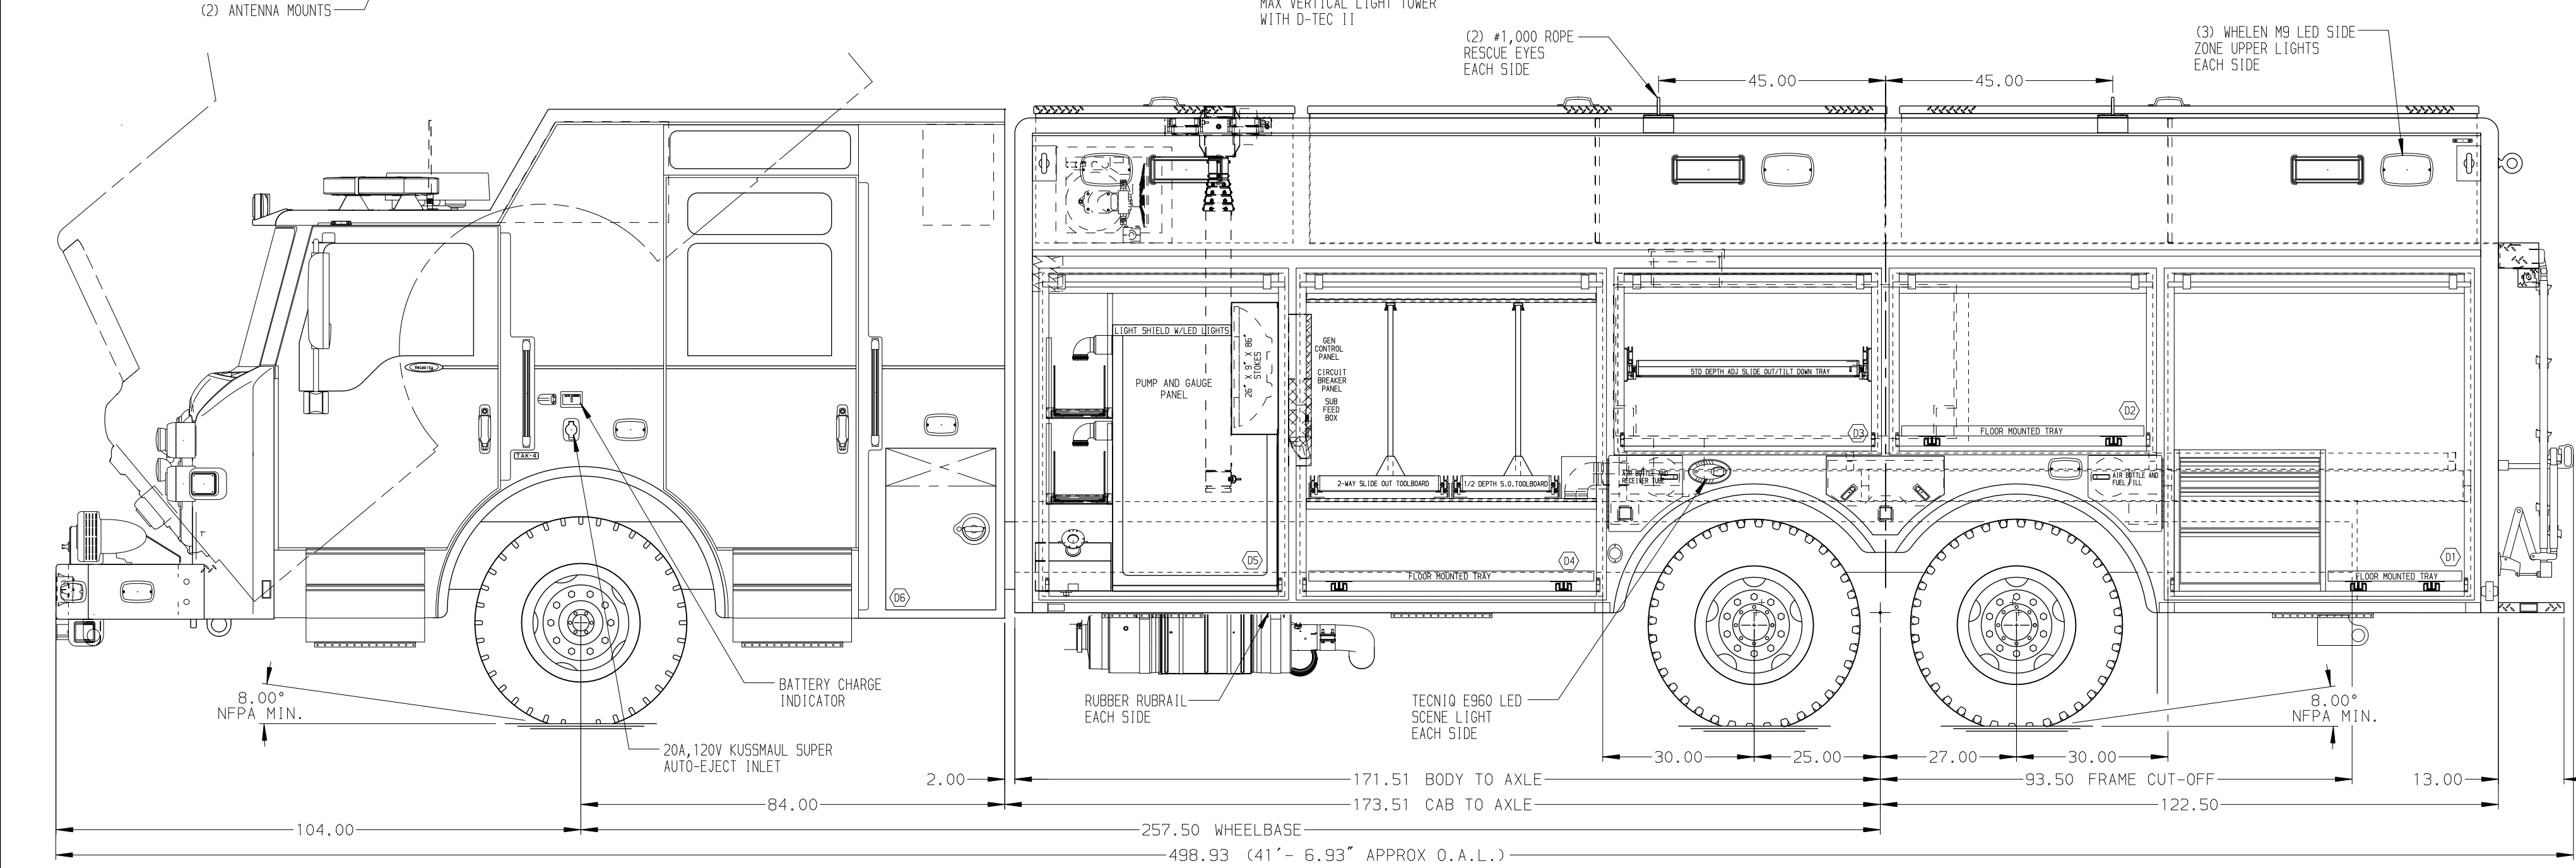 (2) ANTENNA MOUNTS
MAX VERTICAL LIGHT TOWER
WITH D-TEC II
(2) #1,000 ROPE
RESCUE EYES
EACH SIDE
(3) WHELEN M9 LED SIDE
ZONE UPPER LIGHTS
EACH SIDE
45.00
45.00
LIGHT SHIELD W/LED LIGHTS
PUMP AND GAUGE
PANEL
26" X 9" X 86"
STOKES
GEN
CONTROL
PANEL
CIRCUIT
BREAKER
PANEL
SUB
FEED
BOX
STD DEPTH ADJ SLIDE OUT/TILT DOWN TRAY
Velocity
TAK-4
D2
D3
FLOOR MOUNTED TRAY
2-WAY SLIDE OUT TOOLBOARD
1/2 DEPTH S.O.TOOLBOARD
AIR BOTTLE AND
RECEIVER TUBE
AIR BOTTLE AND
FUEL FILL
D6
D5
D4
D1
FLOOR MOUNTED TRAY
FLOOR MOUNTED TRAY
8.00°
NFPA MIN.
BATTERY CHARGE
INDICATOR
20A,120V KUSSMAUL SUPER
AUTO-EJECT INLET
RUBBER RUBRAIL
EACH SIDE
TECNIQ E960 LED
SCENE LIGHT
EACH SIDE
8.00°
NFPA MIN.
30.00
25.00
27.00
30.00
2.00
171.51 BODY TO AXLE
93.50 FRAME CUT-OFF
13.00
84.00
173.51 CAB TO AXLE
122.50
104.00
257.50 WHEELBASE
498.93 (41'- 6.93" APPROX O.A.L.)